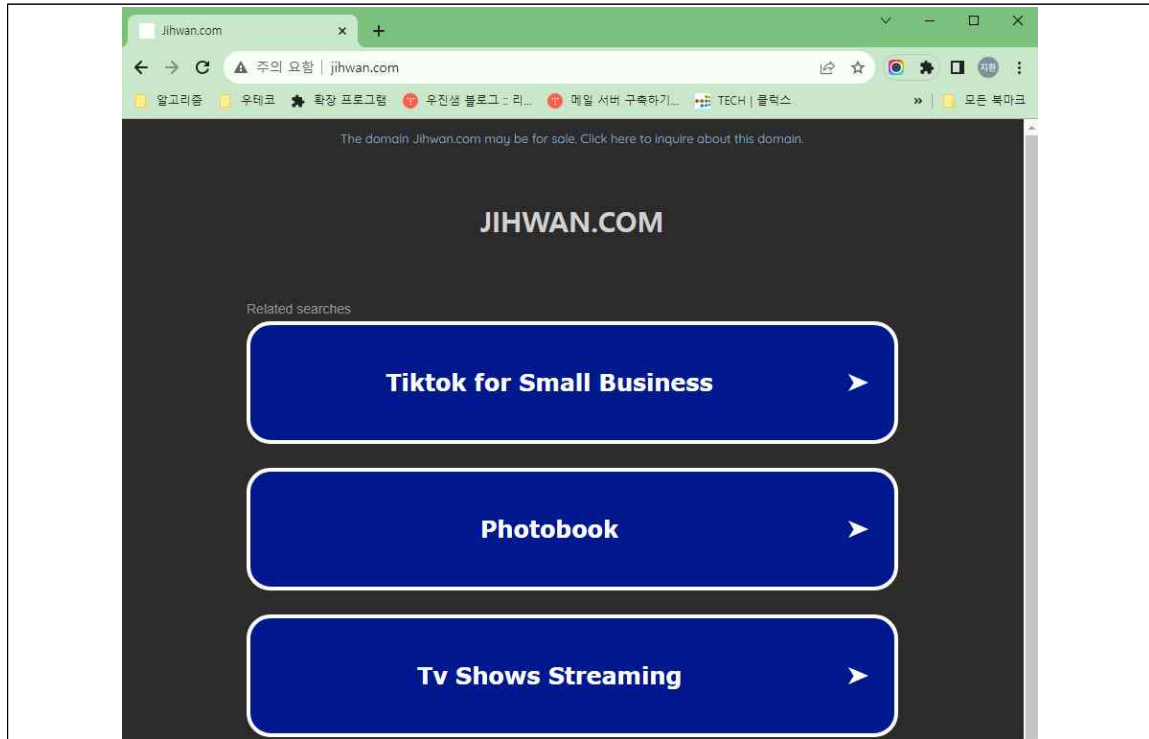 Jihwan.com
주의 요함 | jihwan.com
지환
알고리즘 우테코 확장 프로그램 우진샘 블로그 :: 리... 메일 서버 구축하기... TECH | 클럭스 » 모든 북마크
The domain Jihwan.com may be for sale. Click here to inquire about this domain.
JIHWAN.COM
Related searches
Tiktok for Small Business
Photobook
Tv Shows Streaming